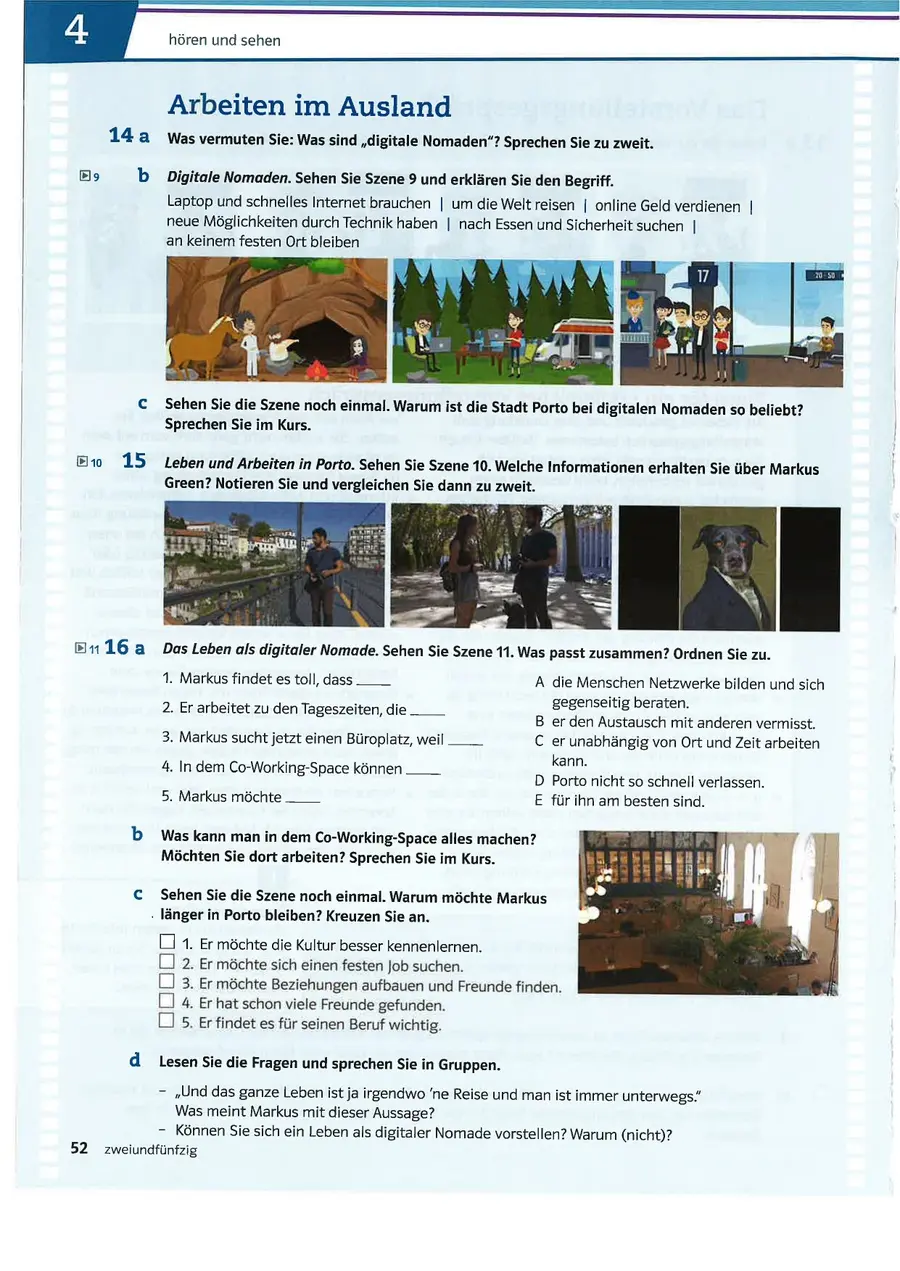 4
hören und sehen
Arbeiten im Ausland
14 a Was vermuten Sie: Was sind „digitale Nomaden"? Sprechen Sie zu zweit.
9 b Digitale Nomaden. Sehen Sie Szene 9 und erklären Sie den Begriff.
Laptop und schnelles Internet brauchen | um die Welt reisen | online Geld verdienen |
neue Möglichkeiten durch Technik haben | nach Essen und Sicherheit suchen |
an keinem festen Ort bleiben
17
20:50
c Sehen Sie die Szene noch einmal. Warum ist die Stadt Porto bei digitalen Nomaden so beliebt?
Sprechen Sie im Kurs.
10 15 Leben und Arbeiten in Porto. Sehen Sie Szene 10. Welche Informationen erhalten Sie über Markus
Green? Notieren Sie und vergleichen Sie dann zu zweit.
11 16 a Das Leben als digitaler Nomade. Sehen Sie Szene 11. Was passt zusammen? Ordnen Sie zu.
1. Markus findet es toll, dass ____
2. Er arbeitet zu den Tageszeiten, die ____
3. Markus sucht jetzt einen Büroplatz, weil ____
4. In dem Co-Working-Space können ____
5. Markus möchte ____
A die Menschen Netzwerke bilden und sich
gegenseitig beraten.
B er den Austausch mit anderen vermisst.
C er unabhängig von Ort und Zeit arbeiten
kann.
D Porto nicht so schnell verlassen.
E für ihn am besten sind.
b Was kann man in dem Co-Working-Space alles machen?
Möchten Sie dort arbeiten? Sprechen Sie im Kurs.
c Sehen Sie die Szene noch einmal. Warum möchte Markus
länger in Porto bleiben? Kreuzen Sie an.
☐ 1. Er möchte die Kultur besser kennenlernen.
☐ 2. Er möchte sich einen festen Job suchen.
☐ 3. Er möchte Beziehungen aufbauen und Freunde finden.
☐ 4. Er hat schon viele Freunde gefunden.
☐ 5. Er findet es für seinen Beruf wichtig.
d Lesen Sie die Fragen und sprechen Sie in Gruppen.
– „Und das ganze Leben ist ja irgendwo 'ne Reise und man ist immer unterwegs."
Was meint Markus mit dieser Aussage?
– Können Sie sich ein Leben als digitaler Nomade vorstellen? Warum (nicht)?
52 zweiundfünfzig